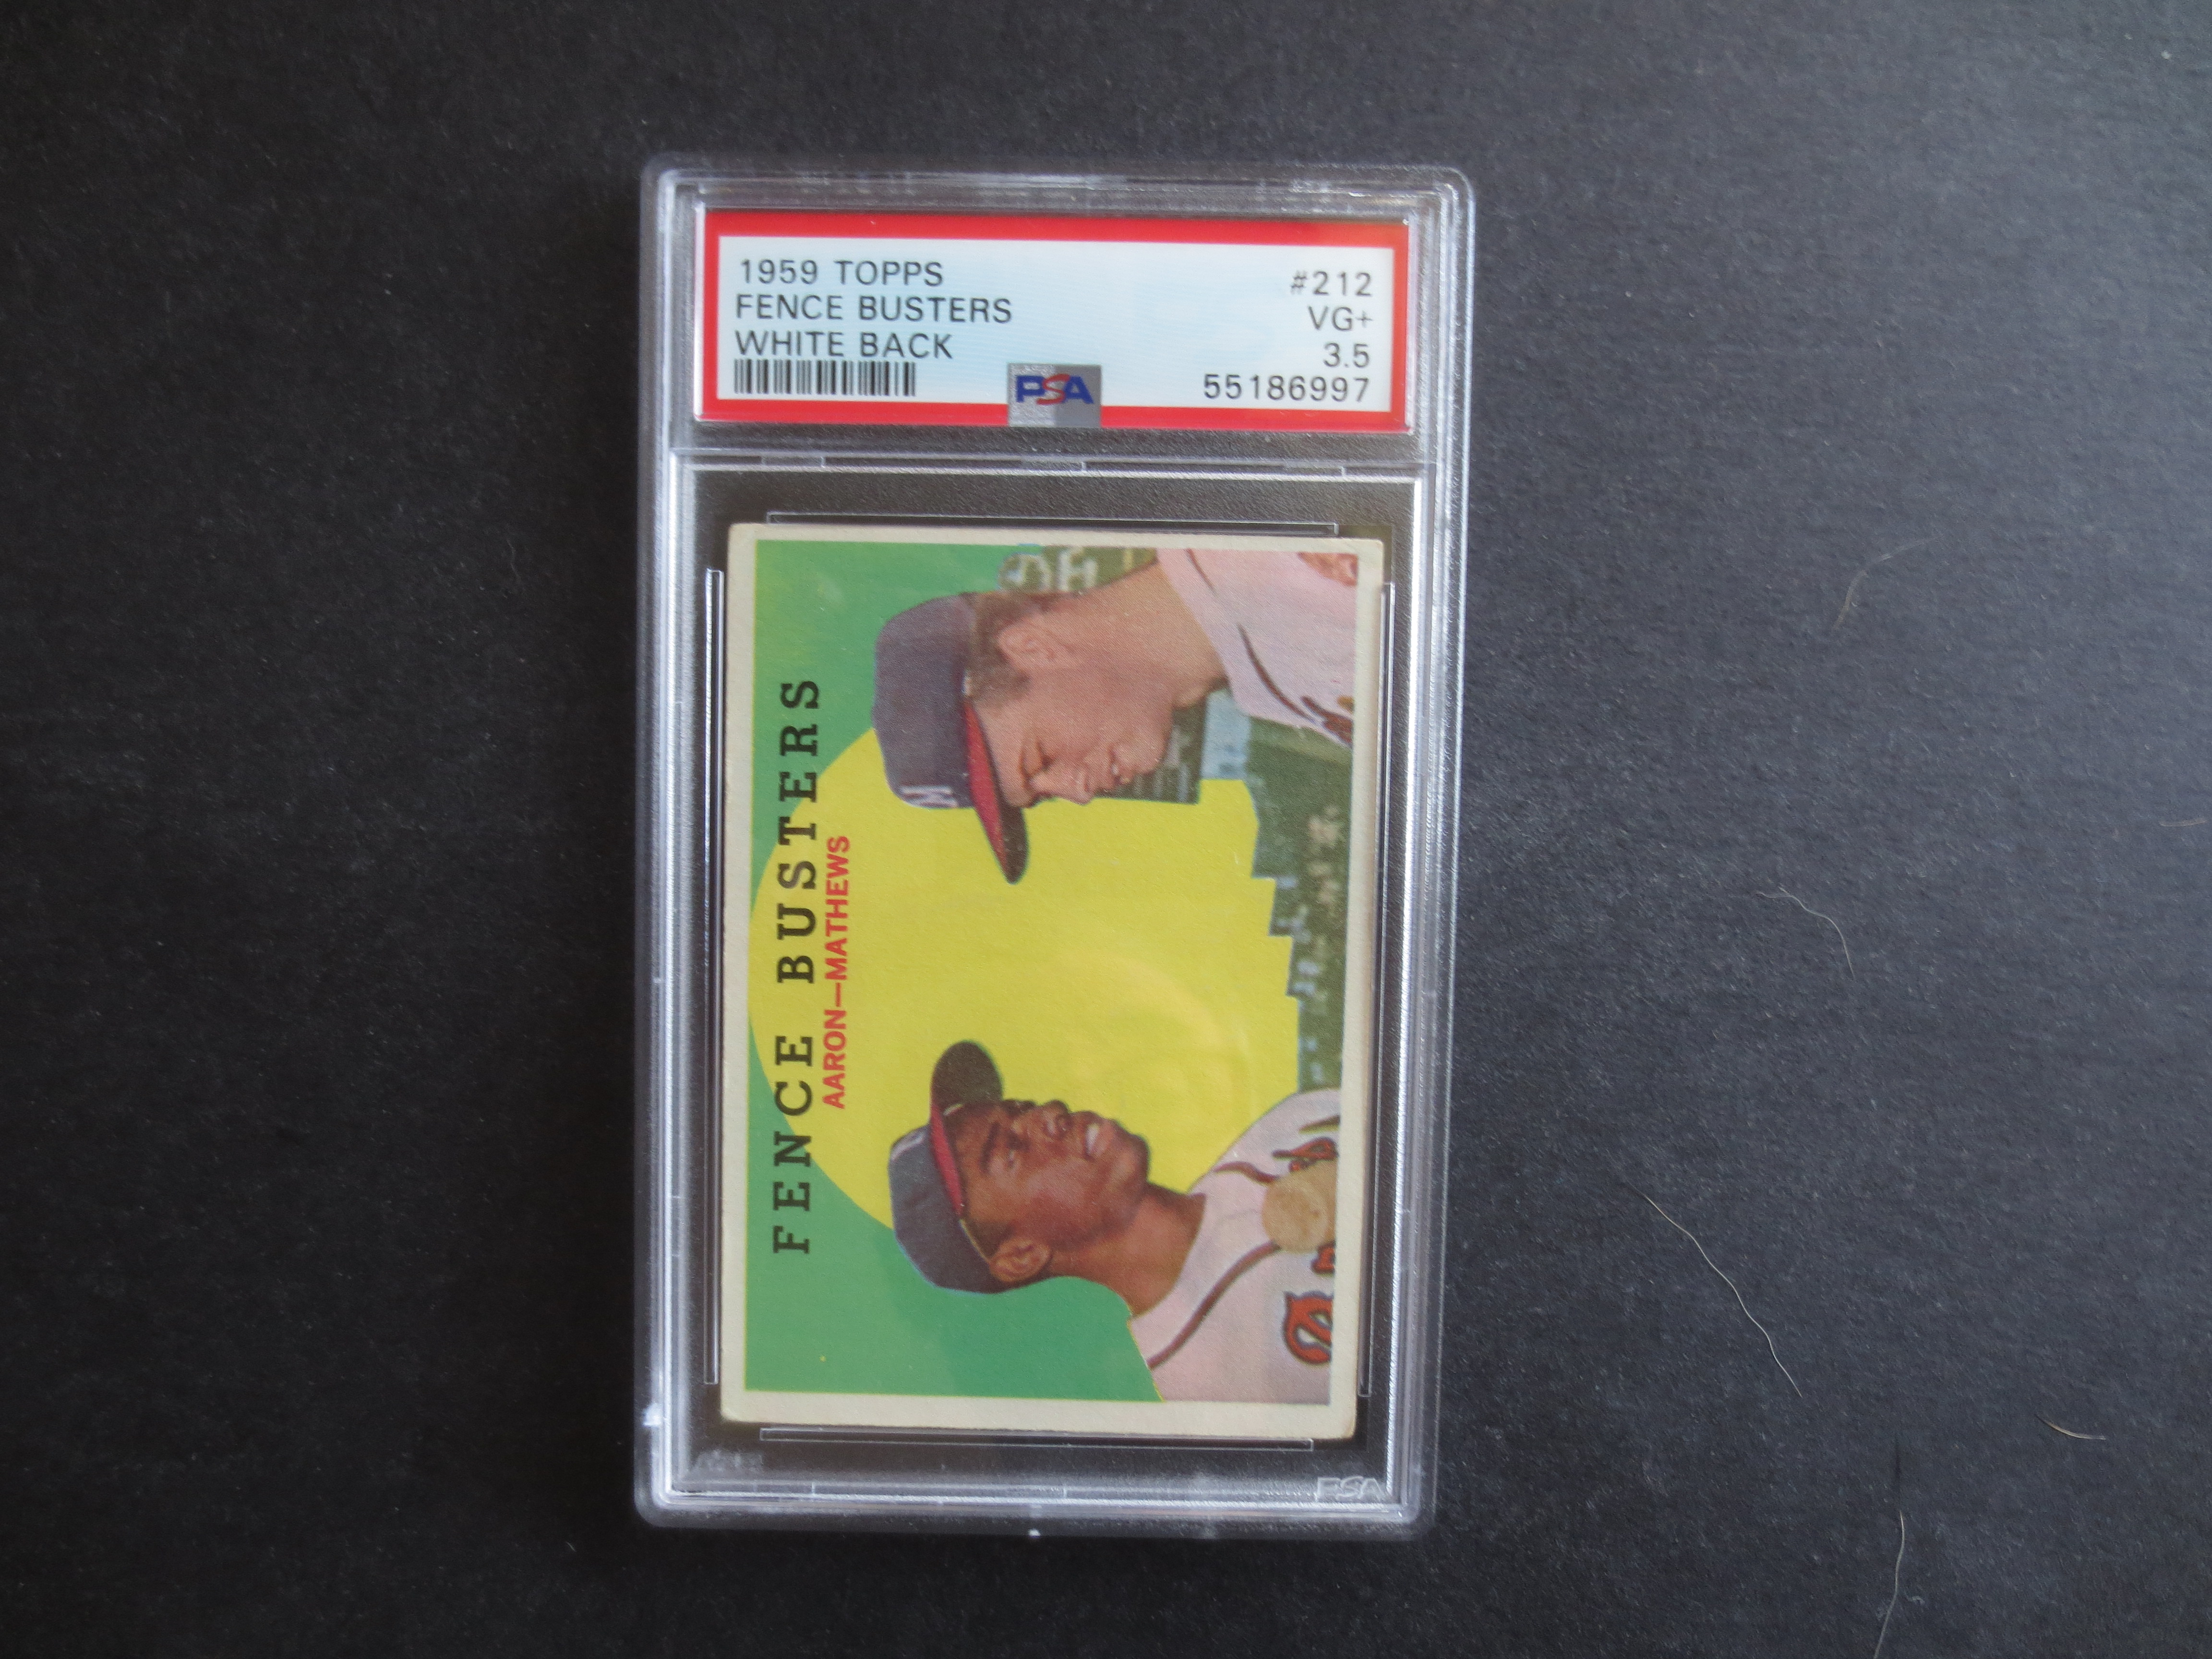 1959 TOPPS #212
FENCE BUSTERS VG+
WHITE BACK 3.5
PSA 55186997
FENCE BUSTERS
AARON—MATHEWS
M
PSA